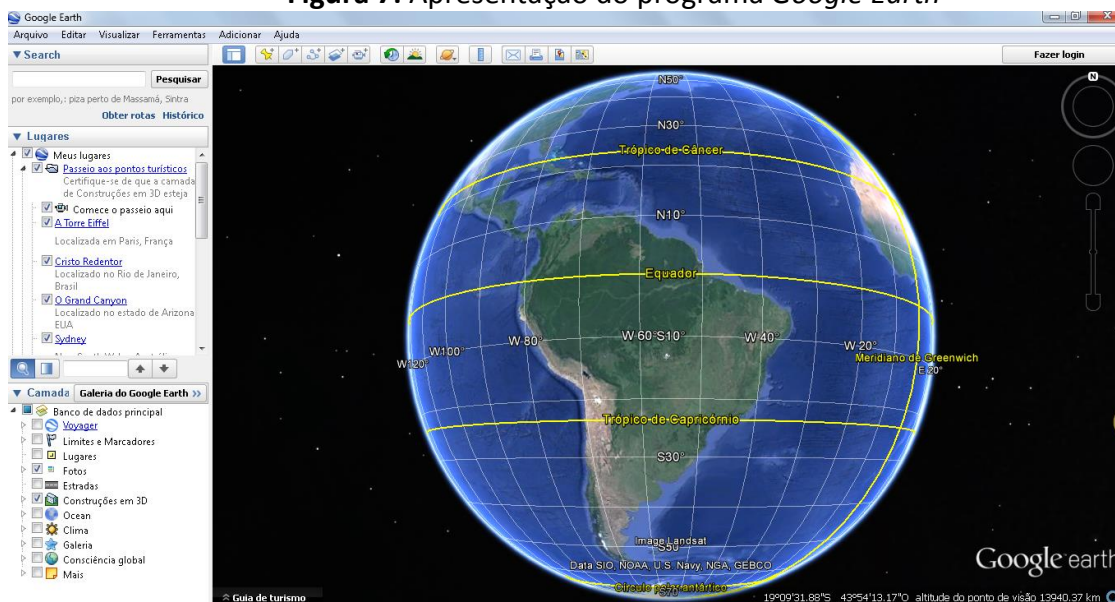 Figura 7: Apresentação do programa Google Earth
Google Earth
Arquivo Editar Visualizar Ferramentas Adicionar Ajuda
Search
Fazer login
Pesquisar
por exemplo,: piza perto de Massamá, Sintra
Obter rotas Histórico
Lugares
Meus lugares
Passeio aos pontos turísticos
Certifique-se de que a camada
de Construções em 3D esteja
Comece o passeio aqui
A Torre Eiffel
Localizada em Paris, França
Cristo Redentor
Localizado no Rio de Janeiro,
Brasil
O Grand Canyon
Localizado no estado de Arizona
EUA
Sydney
Camada Galeria do Google Earth >>
Banco de dados principal
Voyager
Limites e Marcadores
Lugares
Fotos
Estradas
Construções em 3D
Ocean
Clima
Galeria
Consciência global
Mais
N
N50°
N30°
Trópico de Câncer
N10°
Equador
W 120° W100° W 80° W 60° S10° W 40° W 20°
Meridiano de Greenwich
E 20°
Trópico de Capricórnio
S30°
Image Landsat
S50°
Data SIO, NOAA, U.S. Navy, NGA, GEBCO
Círculo polar antártico
S70°
Google earth
Guia de turismo
19°09'31.88"S 43°54'13.17"O altitude do ponto de visão 13940.37 km